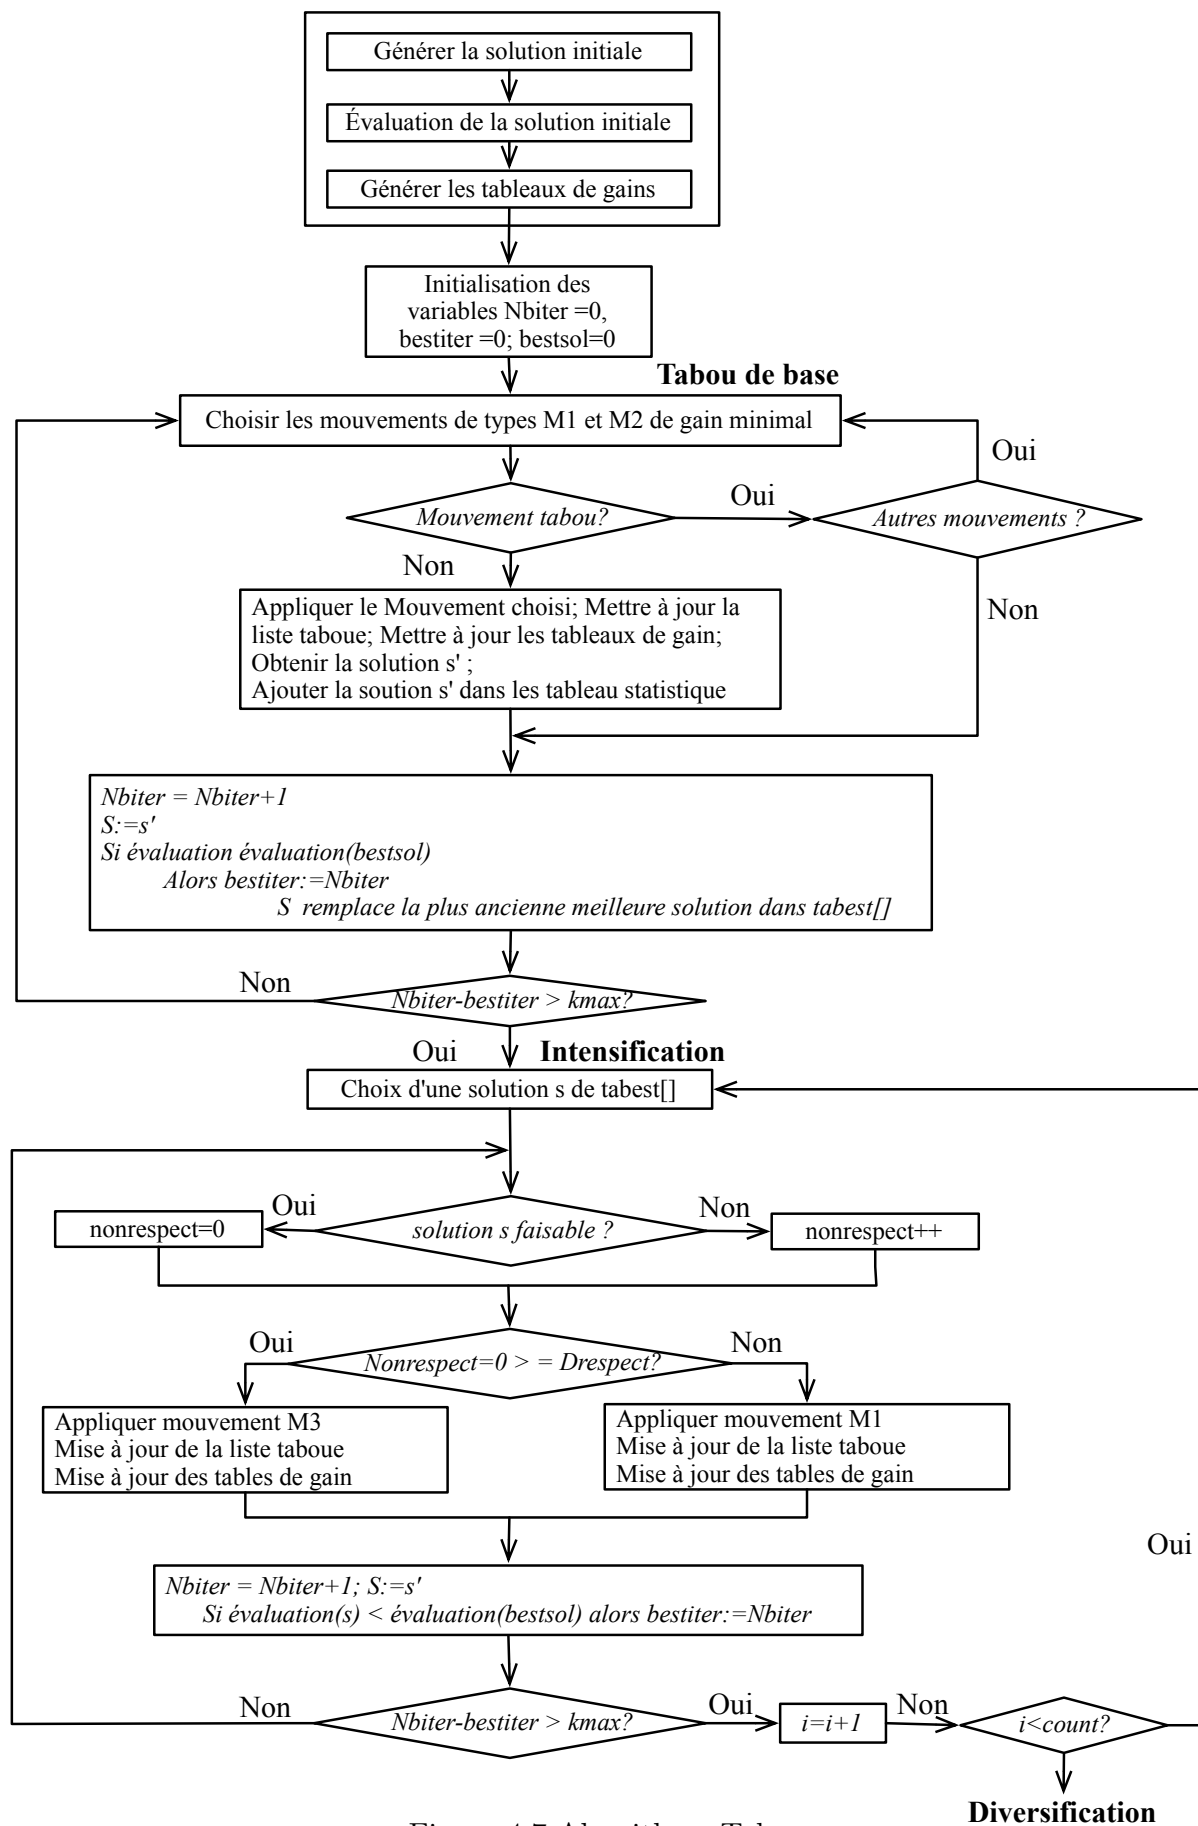 Générer la solution initiale
Évaluation de la solution initiale
Générer les tableaux de gains
Initialisation des
variables Nbiter =0,
bestiter =0; bestsol=0
Tabou de base
Choisir les mouvements de types M1 et M2 de gain minimal
Oui
Mouvement tabou?
Oui
Autres mouvements ?
Non
Non
Appliquer le Mouvement choisi; Mettre à jour la
liste taboue; Mettre à jour les tableaux de gain;
Obtenir la solution s' ;
Ajouter la soution s' dans les tableau statistique
Nbiter = Nbiter+1
S:=s'
Si évaluation évaluation(bestsol)
Alors bestiter:=Nbiter
S remplace la plus ancienne meilleure solution dans tabest[]
Non
Nbiter-bestiter > kmax?
Oui
Intensification
Choix d'une solution s de tabest[]
Oui
Non
nonrespect=0
solution s faisable ?
nonrespect++
Oui
Non
Nonrespect=0 > = Drespect?
Appliquer mouvement M3
Mise à jour de la liste taboue
Mise à jour des tables de gain
Appliquer mouvement M1
Mise à jour de la liste taboue
Mise à jour des tables de gain
Oui
Nbiter = Nbiter+1; S:=s'
Si évaluation(s) < évaluation(bestsol) alors bestiter:=Nbiter
Non
Nbiter-bestiter > kmax?
Oui
i=i+1
Non
i<count?
Diversification